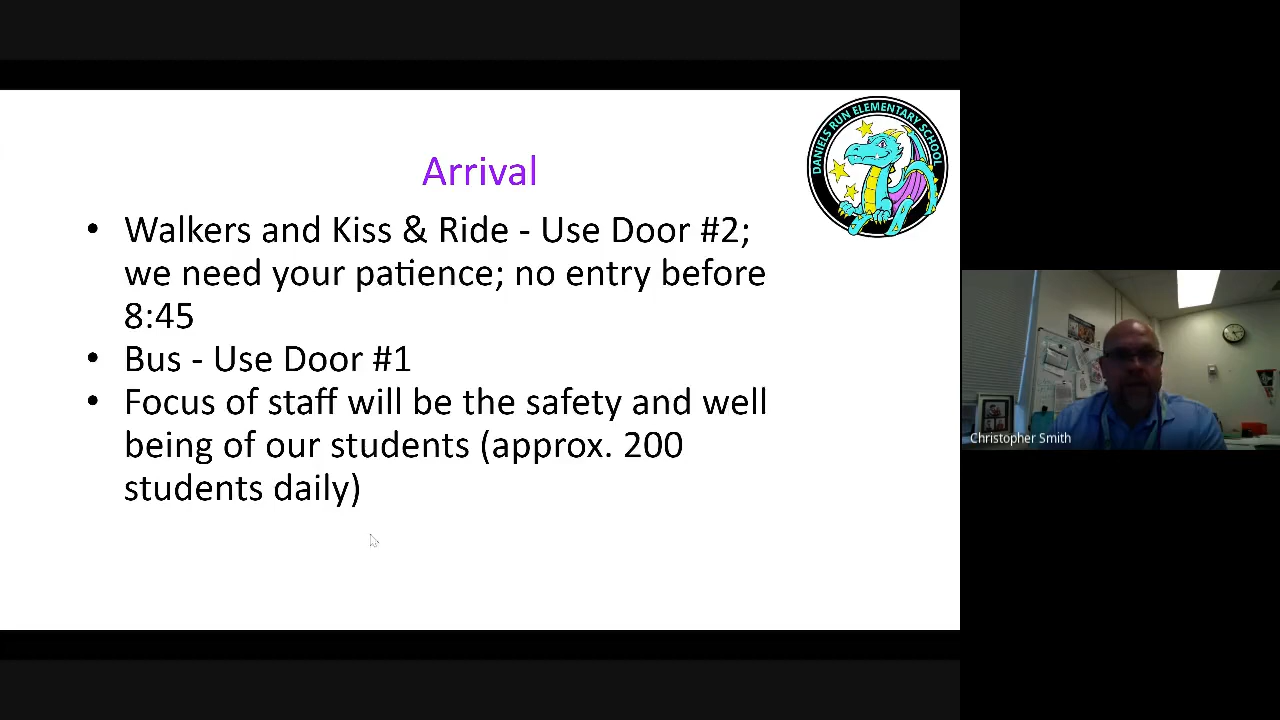 DANIELS RUN ELEMENTARY SCHOOL
Arrival
• Walkers and Kiss & Ride - Use Door #2;
we need your patience; no entry before
8:45
• Bus - Use Door #1
• Focus of staff will be the safety and well
being of our students (approx. 200
students daily)
Christopher Smith